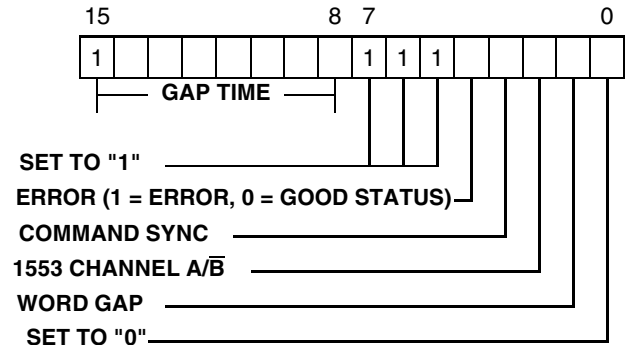 15 8 7 0
1 1 1 1
GAP TIME
SET TO "1"
ERROR (1 = ERROR, 0 = GOOD STATUS)
COMMAND SYNC
1553 CHANNEL A/B̅
WORD GAP
SET TO "0"